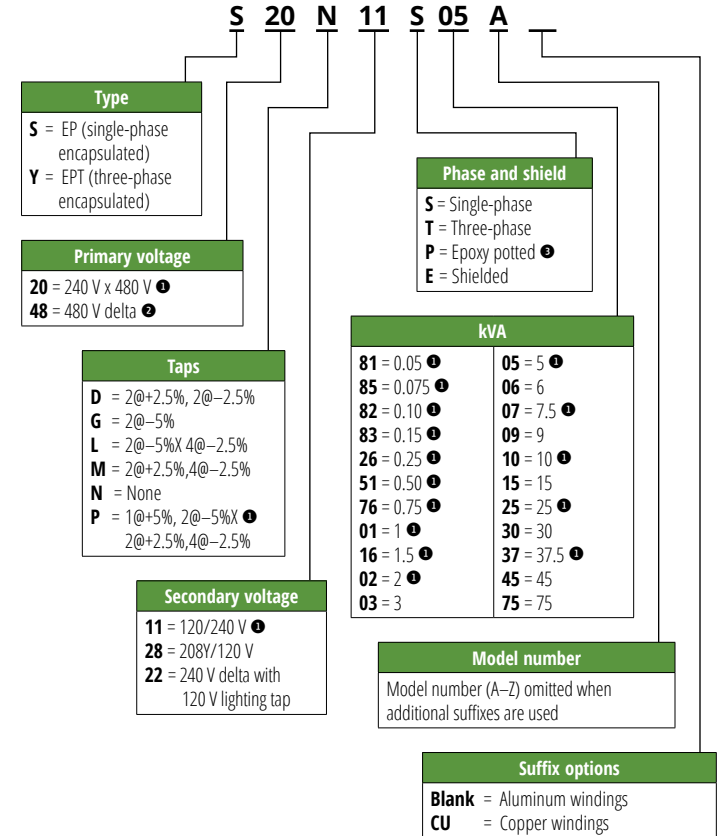 S 20 N 11 S 05 A __
Type
S = EP (single-phase
encapsulated)
Y = EPT (three-phase
encapsulated)
Primary voltage
20 = 240 V x 480 V ❶
48 = 480 V delta ❷
Taps
D = 2@+2.5%, 2@–2.5%
G = 2@–5%
L = 2@–5%X 4@–2.5%
M = 2@+2.5%,4@–2.5%
N = None
P = 1@+5%, 2@–5%X ❶
2@+2.5%,4@–2.5%
Secondary voltage
11 = 120/240 V ❶
28 = 208Y/120 V
22 = 240 V delta with
120 V lighting tap
Phase and shield
S = Single-phase
T = Three-phase
P = Epoxy potted ❸
E = Shielded
kVA
81 = 0.05 ❶
85 = 0.075 ❶
82 = 0.10 ❶
83 = 0.15 ❶
26 = 0.25 ❶
51 = 0.50 ❶
76 = 0.75 ❶
01 = 1 ❶
16 = 1.5 ❶
02 = 2 ❶
03 = 3
05 = 5 ❶
06 = 6
07 = 7.5 ❶
09 = 9
10 = 10 ❶
15 = 15
25 = 25 ❶
30 = 30
37 = 37.5 ❶
45 = 45
75 = 75
Model number
Model number (A–Z) omitted when
additional suffixes are used
Suffix options
Blank = Aluminum windings
CU = Copper windings